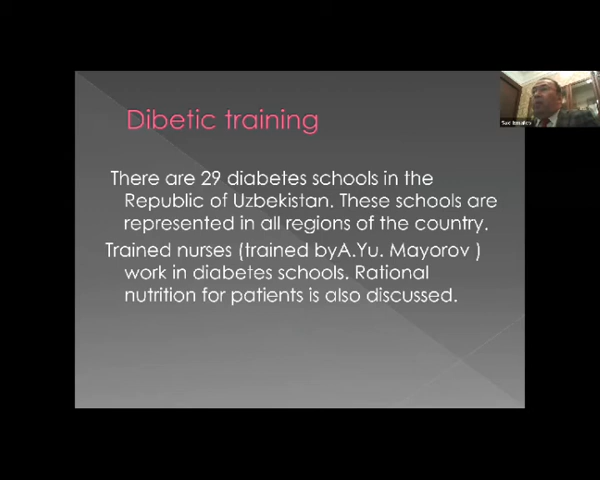 Dibetic training
There are 29 diabetes schools in the
Republic of Uzbekistan. These schools are
represented in all regions of the country.
Trained nurses (trained byA.Yu. Mayorov )
work in diabetes schools. Rational
nutrition for patients is also discussed.